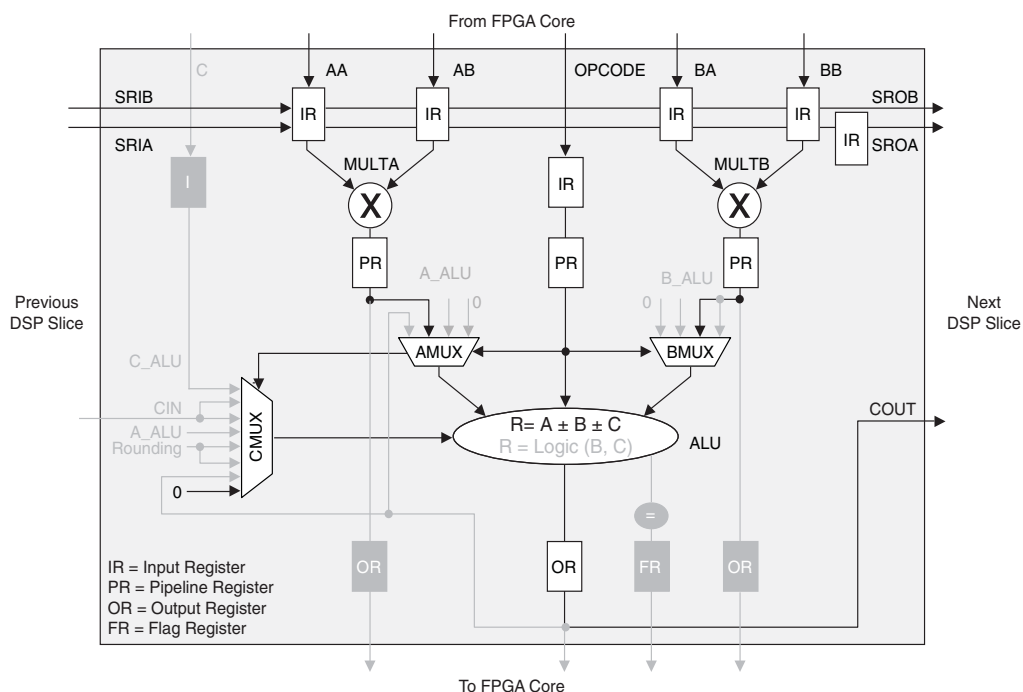 From FPGA Core
C
AA
AB
OPCODE
BA
BB
SRIB
SROB
IR
IR
IR
IR
IR
SRIA
SROA
MULTA
MULTB
I
IR
X
X
PR
PR
PR
A_ALU
B_ALU
0
0
Previous
DSP Slice
Next
DSP Slice
AMUX
BMUX
C_ALU
CIN
A_ALU
Rounding
0
CMUX
R= A ± B ± C
R = Logic (B, C)
ALU
COUT
=
OR
OR
FR
OR
IR = Input Register
PR = Pipeline Register
OR = Output Register
FR = Flag Register
To FPGA Core